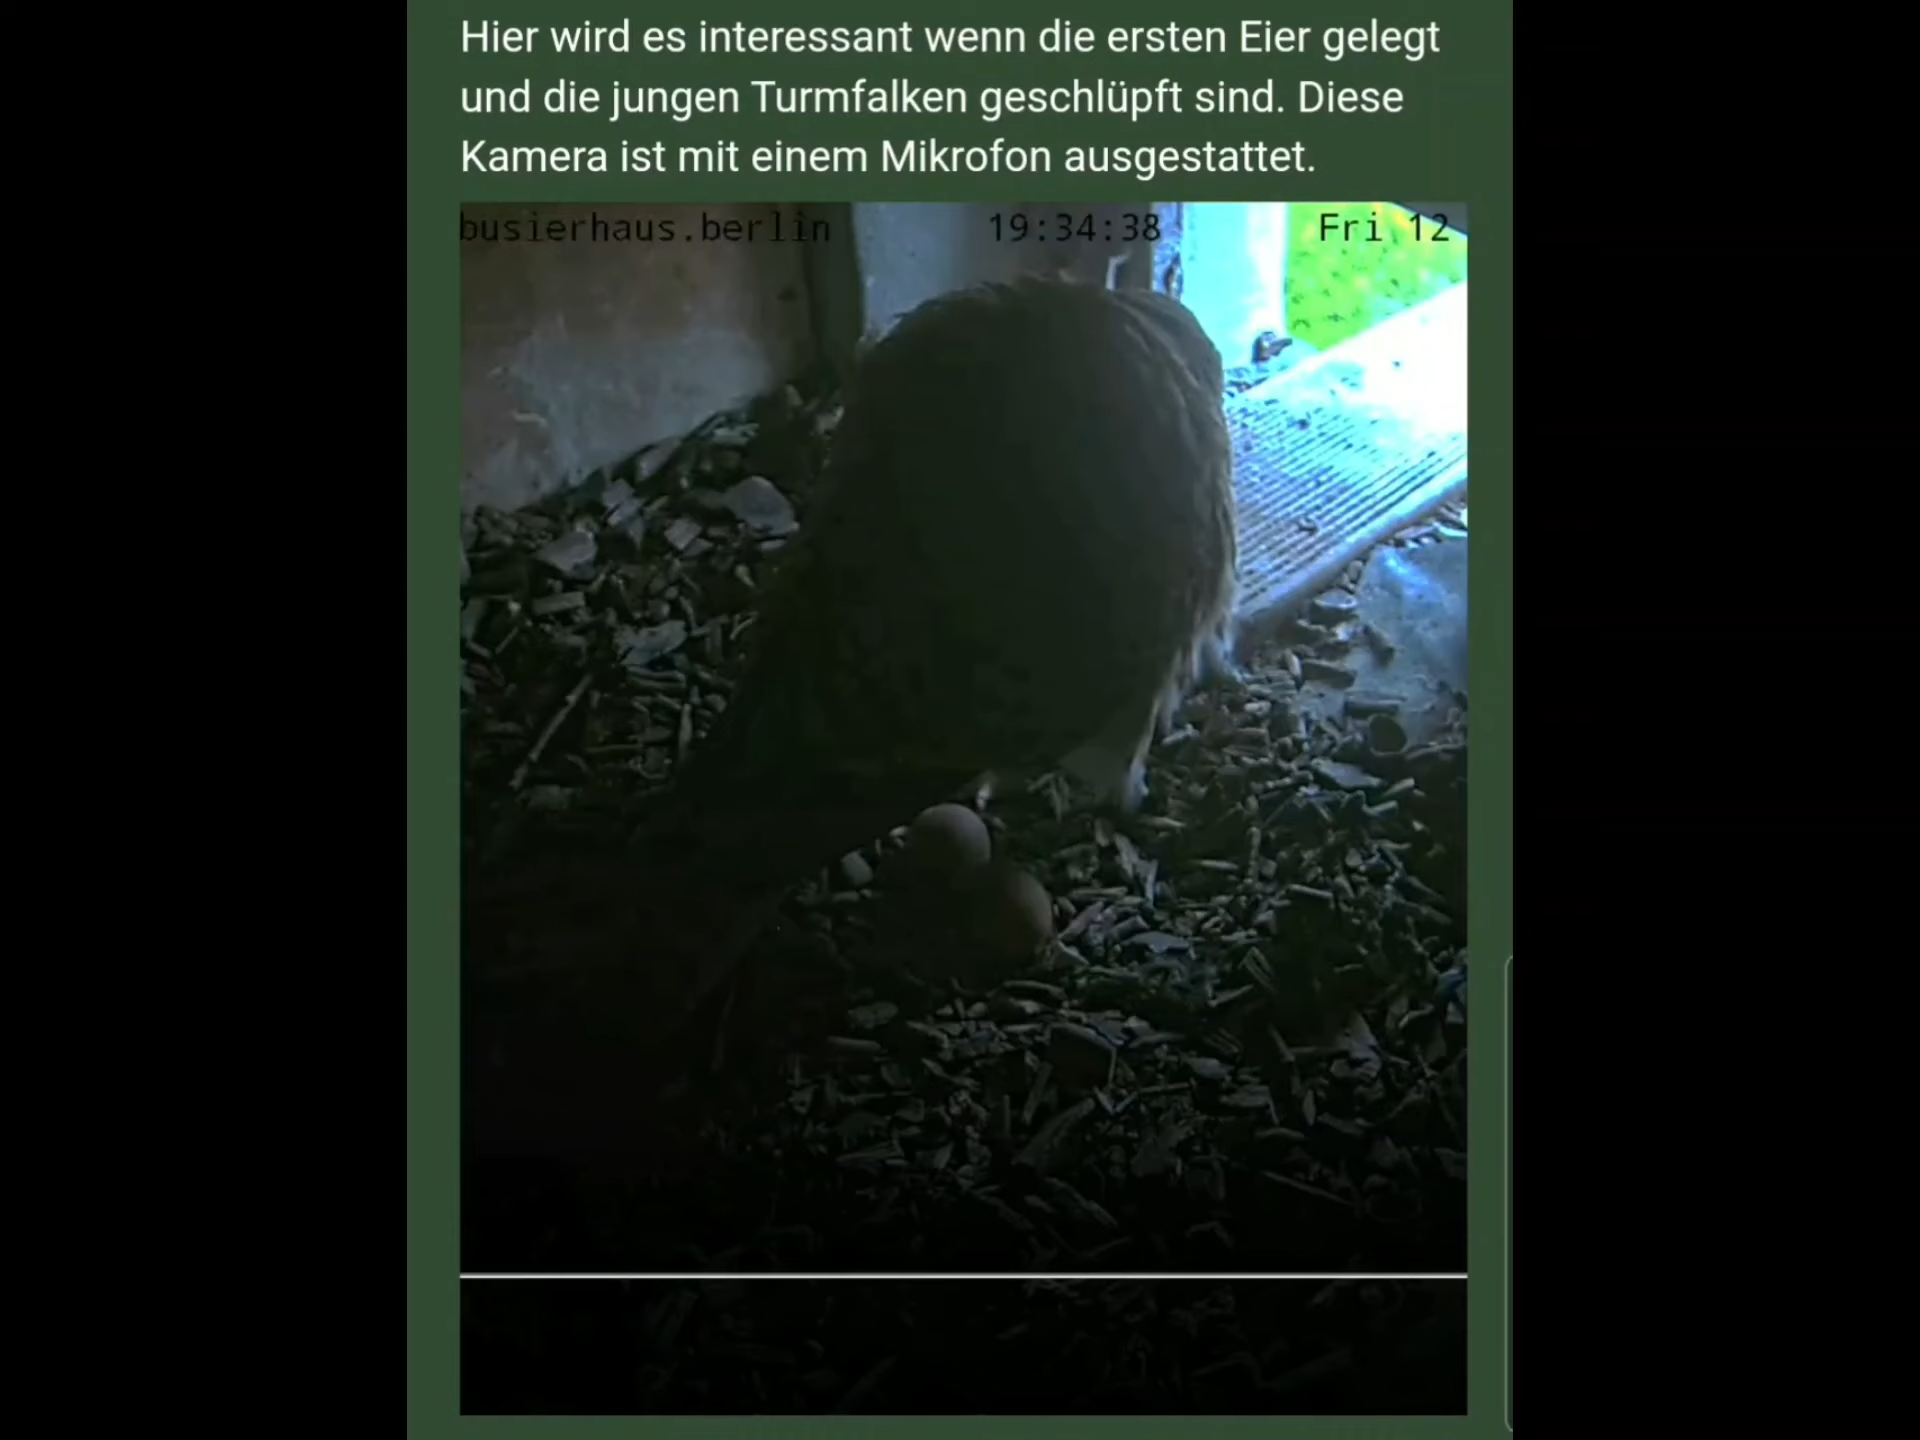 Hier wird es interessant wenn die ersten Eier gelegt
und die jungen Turmfalken geschlüpft sind. Diese
Kamera ist mit einem Mikrofon ausgestattet.
busierhaus.berlin 19:34:38 Fri 12